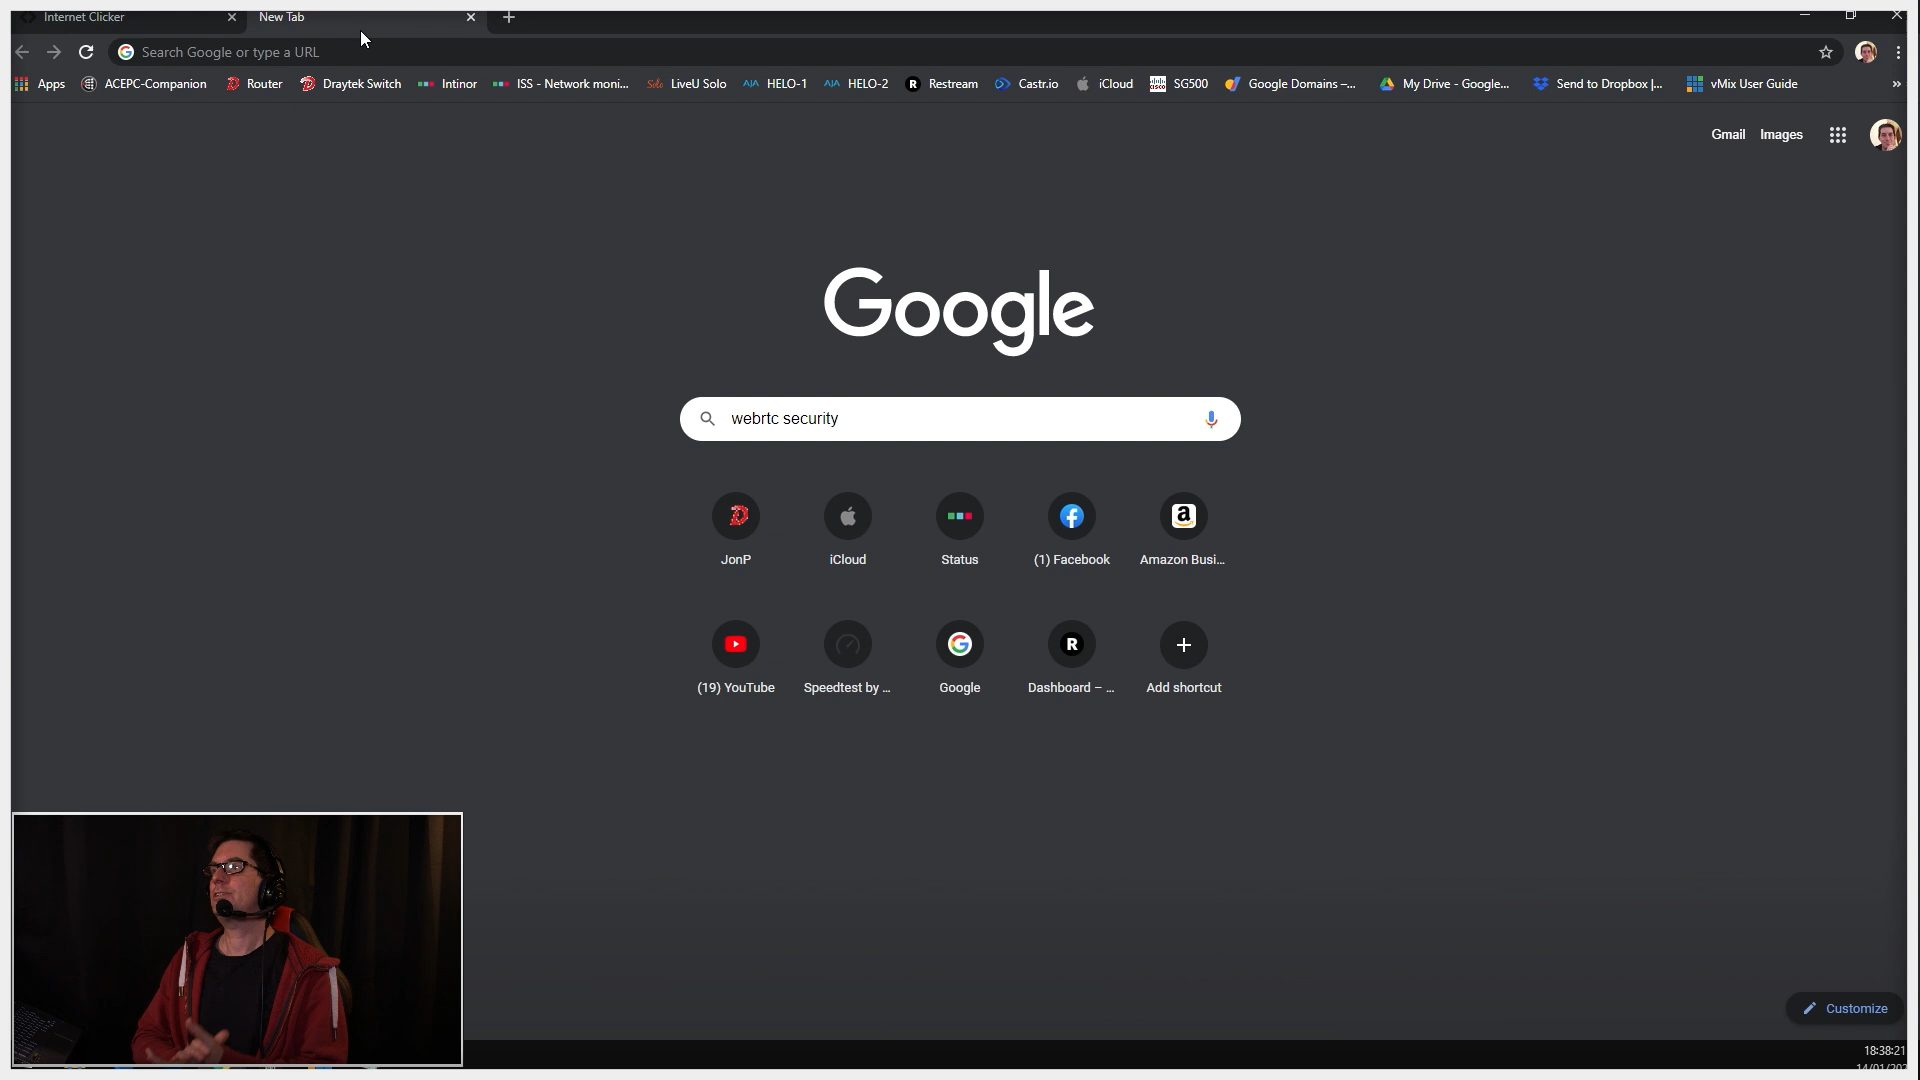 Internet Clicker
New Tab
Search Google or type a URL
Apps ACEPC-Companion Router Draytek Switch Intinor ISS - Network moni... Solo LiveU Solo AJA HELO-1 AJA HELO-2 R Restream Castr.io iCloud SG500 Google Domains –... My Drive - Google... Send to Dropbox |... vMix User Guide »
Gmail Images
Google
webrtc security
JonP iCloud Status (1) Facebook Amazon Busi...
(19) YouTube Speedtest by ... Google Dashboard – ... Add shortcut
Customize
18:38:21